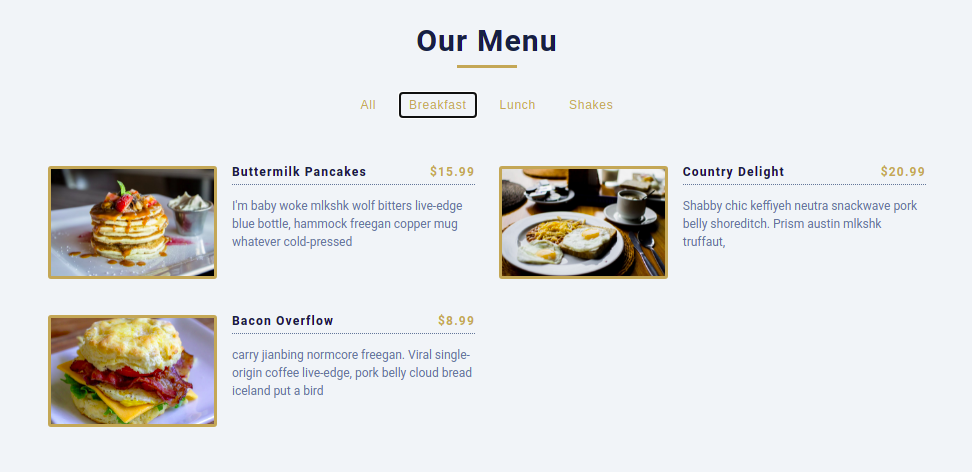 Our Menu
All Breakfast Lunch Shakes
Buttermilk Pancakes $15.99
I'm baby woke mlkshk wolf bitters live-edge
blue bottle, hammock freegan copper mug
whatever cold-pressed
Country Delight $20.99
Shabby chic keffiyeh neutra snackwave pork
belly shoreditch. Prism austin mlkshk
truffaut,
Bacon Overflow $8.99
carry jianbing normcore freegan. Viral single-
origin coffee live-edge, pork belly cloud bread
iceland put a bird